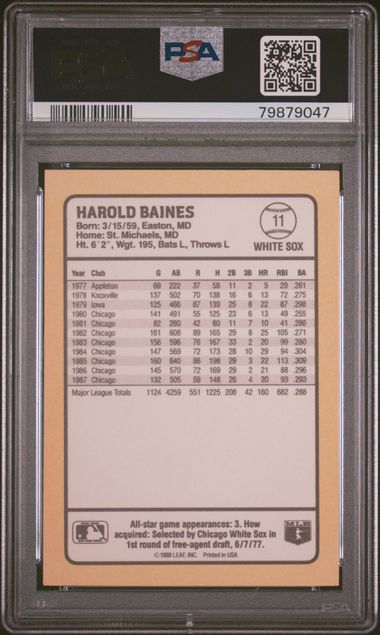 PSA
79879047
HAROLD BAINES
Born: 3/15/59, Easton, MD
Home: St. Michaels, MD
Ht. 6'2", Wgt. 195, Bats L, Throws L
11
WHITE SOX
Year Club G AB R H 2B 3B HR RBI BA
1977 Appleton 69 222 37 58 11 2 5 29 .261
1978 Knoxville 137 502 70 138 16 6 13 72 .275
1979 Iowa 125 466 87 139 25 8 22 87 .298
1980 Chicago 141 491 55 125 23 6 13 49 .255
1981 Chicago 82 280 42 80 11 7 10 41 .286
1982 Chicago 161 608 89 165 29 8 25 105 .271
1983 Chicago 156 596 76 167 33 2 20 99 .280
1984 Chicago 147 569 72 173 28 10 29 94 .304
1985 Chicago 160 640 86 198 29 3 22 113 .309
1986 Chicago 145 570 72 169 29 2 21 88 .296
1987 Chicago 132 505 59 148 26 4 20 93 .293
Major League Totals 1124 4259 551 1225 208 42 160 682 .288
All-star game appearances: 3. How
acquired: Selected by Chicago White Sox in
1st round of free-agent draft, 6/7/77.
© 1988 LEAF, INC. Printed in USA